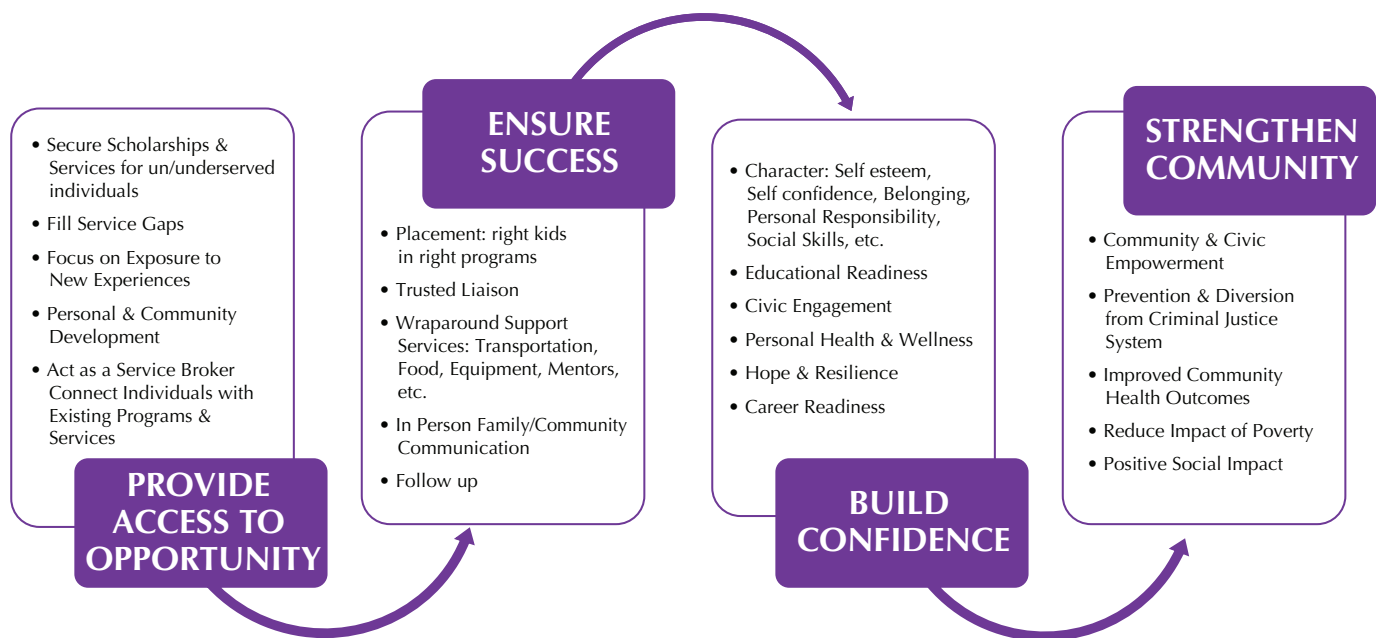 • Secure Scholarships &
Services for un/underserved
individuals
• Fill Service Gaps
• Focus on Exposure to
New Experiences
• Personal & Community
Development
• Act as a Service Broker
Connect Individuals with
Existing Programs &
Services
PROVIDE
ACCESS TO
OPPORTUNITY
ENSURE
SUCCESS
• Placement: right kids
in right programs
• Trusted Liaison
• Wraparound Support
Services: Transportation,
Food, Equipment, Mentors,
etc.
• In Person Family/Community
Communication
• Follow up
• Character: Self esteem,
Self confidence, Belonging,
Personal Responsibility,
Social Skills, etc.
• Educational Readiness
• Civic Engagement
• Personal Health & Wellness
• Hope & Resilience
• Career Readiness
BUILD
CONFIDENCE
STRENGTHEN
COMMUNITY
• Community & Civic
Empowerment
• Prevention & Diversion
from Criminal Justice
System
• Improved Community
Health Outcomes
• Reduce Impact of Poverty
• Positive Social Impact